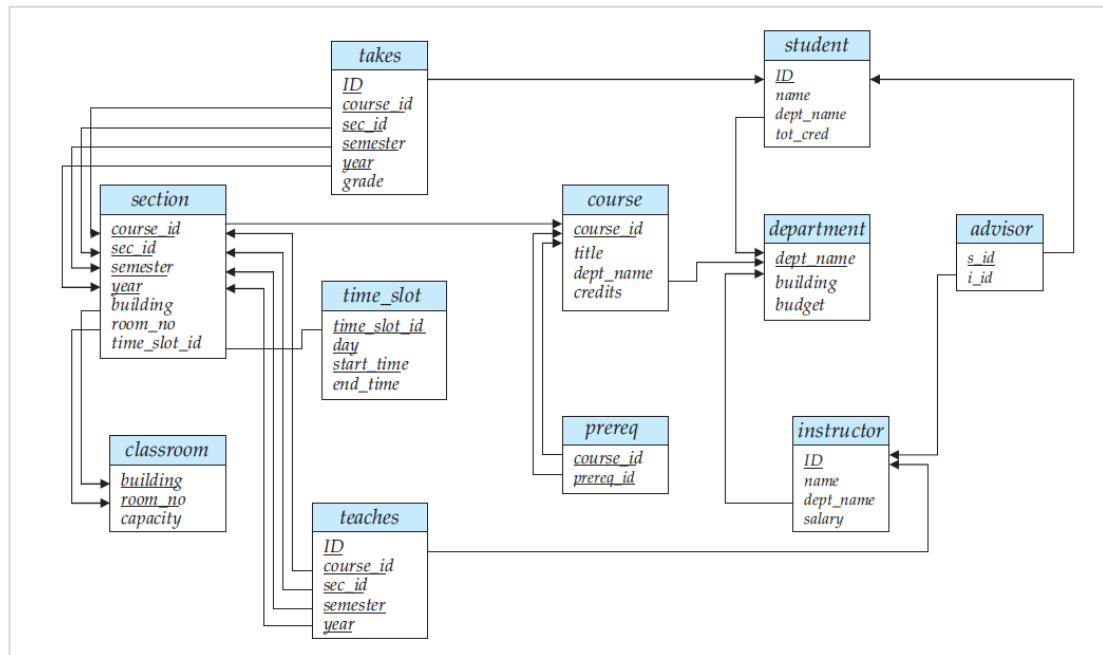 takes
ID
course_id
sec_id
semester
year
grade
student
ID
name
dept_name
tot_cred
section
course_id
sec_id
semester
year
building
room_no
time_slot_id
course
course_id
title
dept_name
credits
department
dept_name
building
budget
advisor
s_id
i_id
time_slot
time_slot_id
day
start_time
end_time
prereq
course_id
prereq_id
instructor
ID
name
dept_name
salary
classroom
building
room_no
capacity
teaches
ID
course_id
sec_id
semester
year